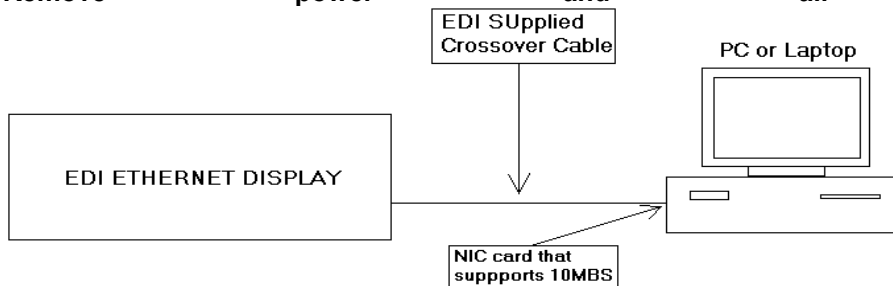 Remove power and all
EDI SUpplied
Crossover Cable
PC or Laptop
EDI ETHERNET DISPLAY
NIC card that
suppports 10MBS